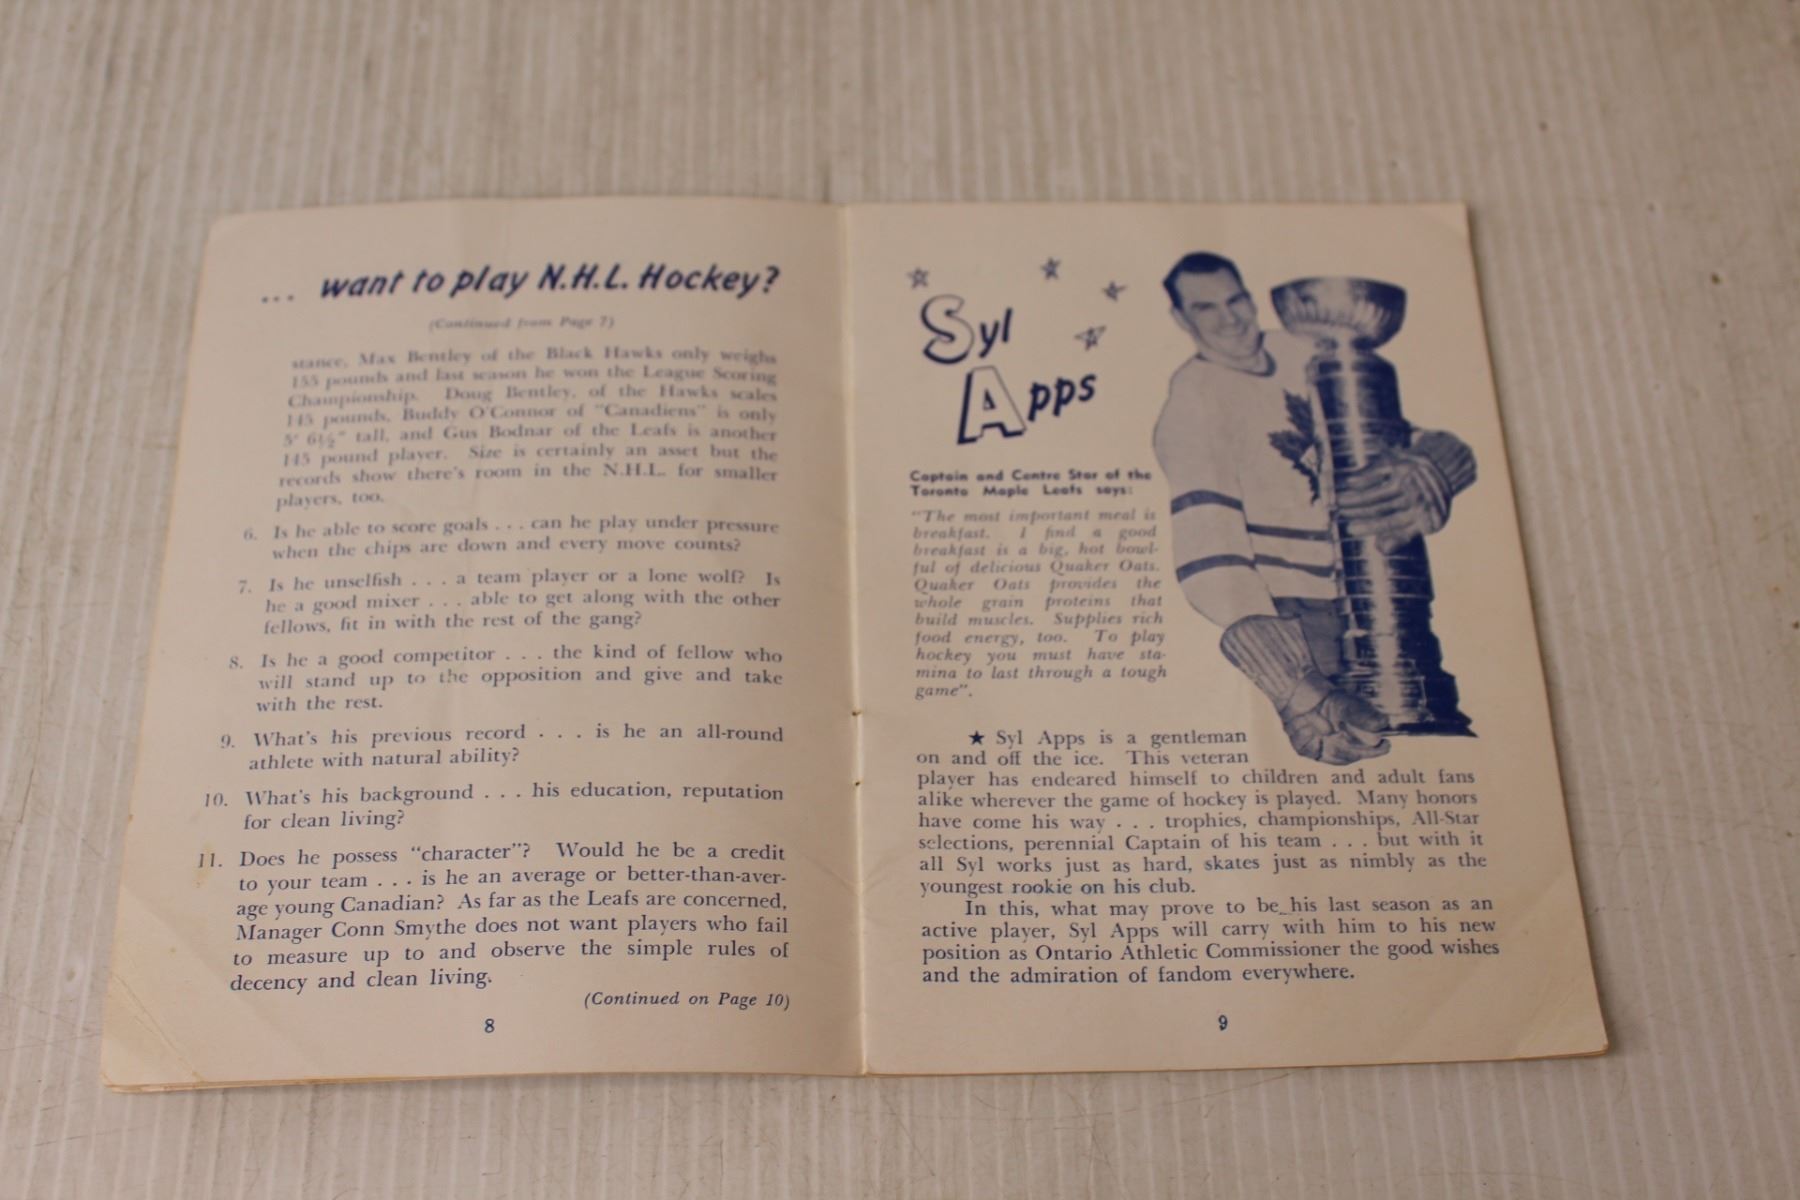 ... want to play N.H.L. Hockey?
(Continued from Page 7)
stance, Max Bentley of the Black Hawks only weighs
155 pounds and last season he won the League Scoring
Championship. Doug Bentley, of the Hawks scales
145 pounds, Buddy O'Connor of "Canadiens" is only
5' 6½" tall, and Gus Bodnar of the Leafs is another
145 pound player. Size is certainly an asset but the
records show there's room in the N.H.L. for smaller
players, too.
6. Is he able to score goals . . . can he play under pressure
when the chips are down and every move counts?
7. Is he unselfish . . . a team player or a lone wolf? Is
he a good mixer . . . able to get along with the other
fellows, fit in with the rest of the gang?
8. Is he a good competitor . . . the kind of fellow who
will stand up to the opposition and give and take
with the rest.
9. What's his previous record . . . is he an all-round
athlete with natural ability?
10. What's his background . . . his education, reputation
for clean living?
11. Does he possess "character"? Would he be a credit
to your team . . . is he an average or better-than-aver-
age young Canadian? As far as the Leafs are concerned,
Manager Conn Smythe does not want players who fail
to measure up to and observe the simple rules of
decency and clean living.
(Continued on Page 10)
8
Syl
Apps
Captain and Centre Star of the
Toronto Maple Leafs says:
"The most important meal is
breakfast. I find a good
breakfast is a big, hot bowl-
ful of delicious Quaker Oats.
Quaker Oats provides the
whole grain proteins that
build muscles. Supplies rich
food energy, too. To play
hockey you must have sta-
mina to last through a tough
game".
★ Syl Apps is a gentleman
on and off the ice. This veteran
player has endeared himself to children and adult fans
alike wherever the game of hockey is played. Many honors
have come his way . . . trophies, championships, All-Star
selections, perennial Captain of his team . . . but with it
all Syl works just as hard, skates just as nimbly as the
youngest rookie on his club.
In this, what may prove to be his last season as an
active player, Syl Apps will carry with him to his new
position as Ontario Athletic Commissioner the good wishes
and the admiration of fandom everywhere.
9